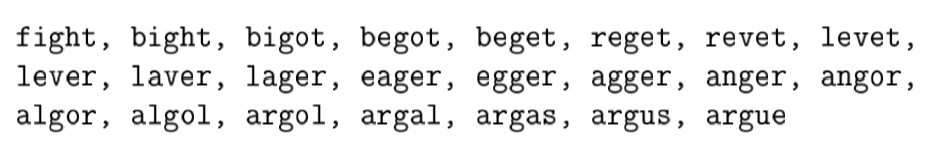 fight, bight, bigot, begot, beget, reget, revet, levet,
lever, laver, lager, eager, egger, agger, anger, angor,
algor, algol, argol, argal, argas, argus, argue